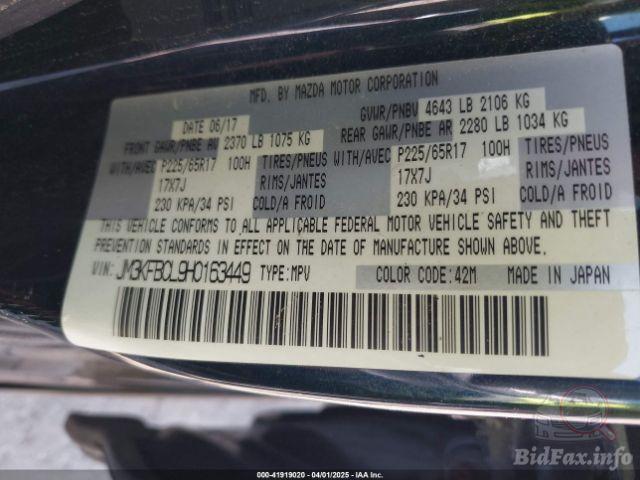 MFD. BY MAZDA MOTOR CORPORATION
DATE 06/17 GVWR/PNBV 4643 LB 2106 KG
FRONT GAWR/PNBE AV 2370 LB 1075 KG REAR GAWR/PNBE AR 2280 LB 1034 KG
WITH/AVEC P225/65R17 100H TIRES/PNEUS WITH/AVEC P225/65R17 100H TIRES/PNEUS
17X7J RIMS/JANTES 17X7J RIMS/JANTES
230 KPA/34 PSI COLD/A FROID 230 KPA/34 PSI COLD/A FROID
THIS VEHICLE CONFORMS TO ALL APPLICABLE FEDERAL MOTOR VEHICLE SAFETY AND THEFT
PREVENTION STANDARDS IN EFFECT ON THE DATE OF MANUFACTURE SHOWN ABOVE.
VIN: JM3KFBCL9H0163449 TYPE:MPV COLOR CODE:42M MADE IN JAPAN
BidFax.info
000-41919020 - 04/01/2025 - IAA Inc.